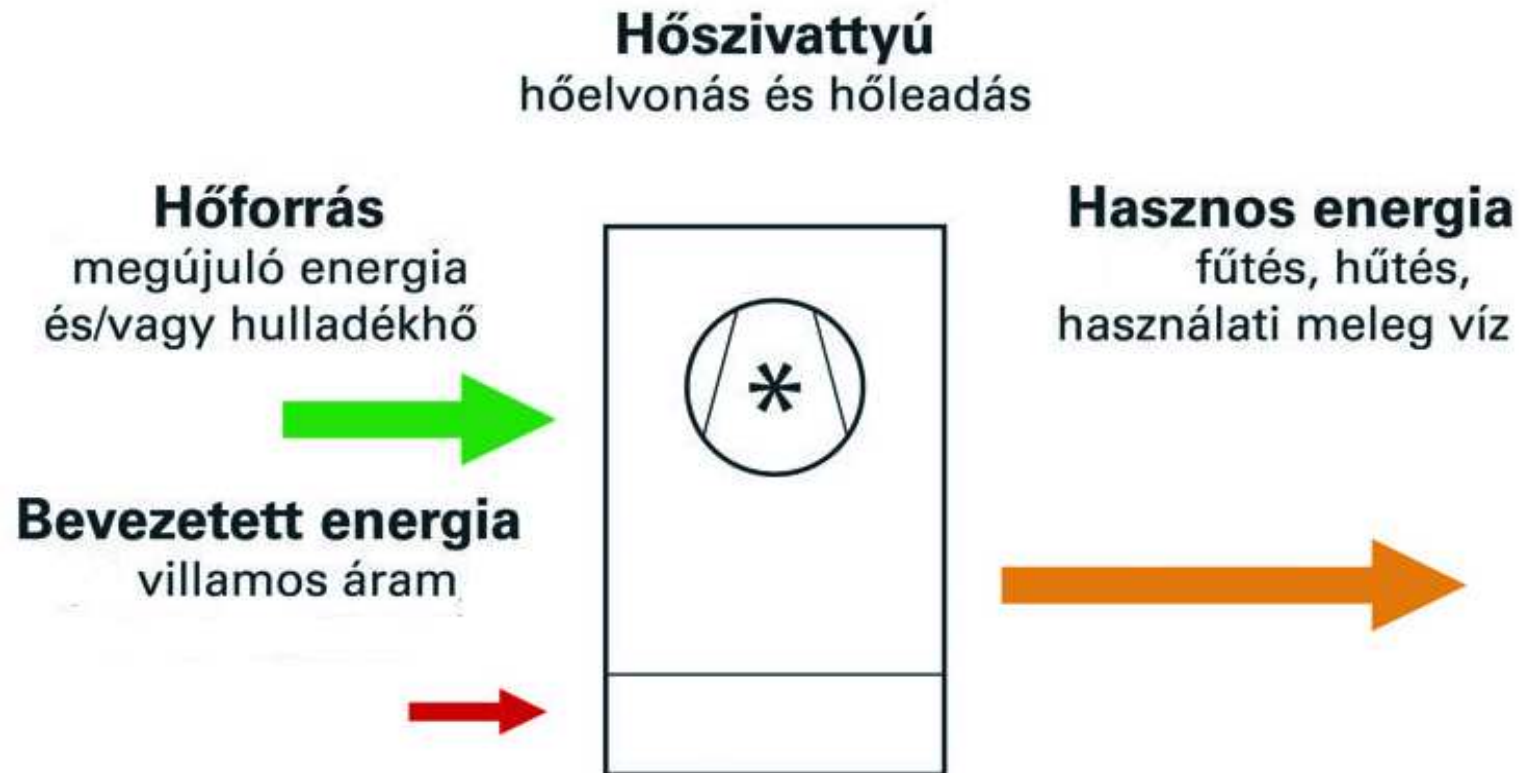 Hőszivattyú
hőelvonás és hőleadás
Hőforrás
megújuló energia
és/vagy hulladékhő
Bevezetett energia
villamos áram
Hasznos energia
fűtés, hűtés,
használati meleg víz
*